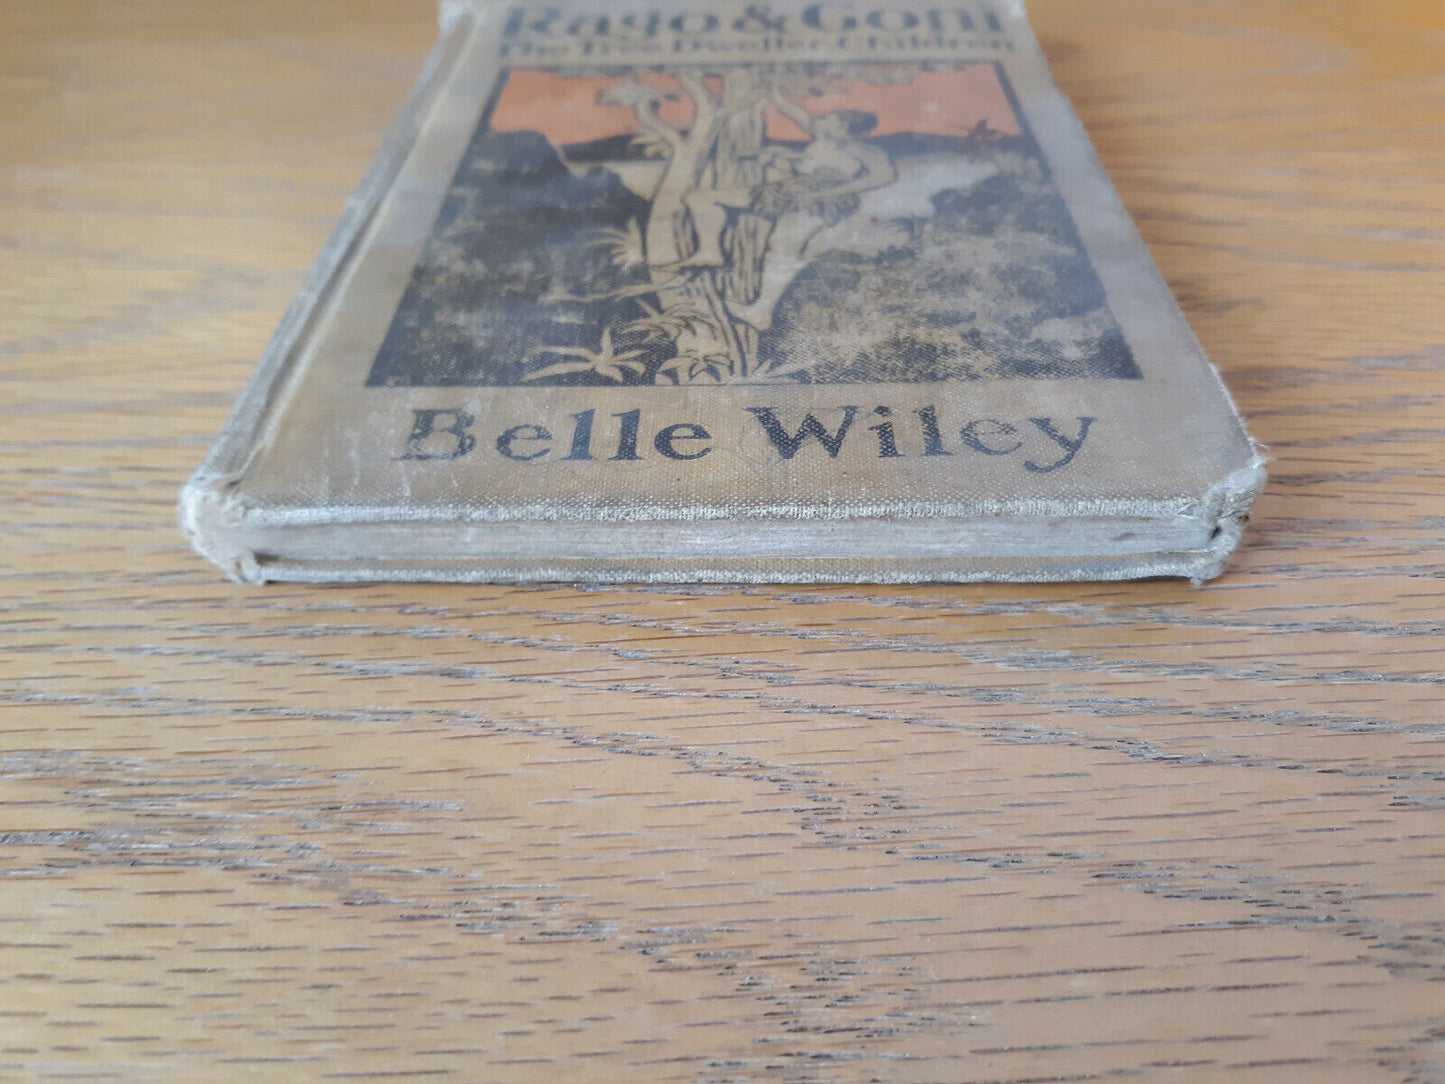 Rago & Goni
The Tree Dweller Children
Belle Wiley